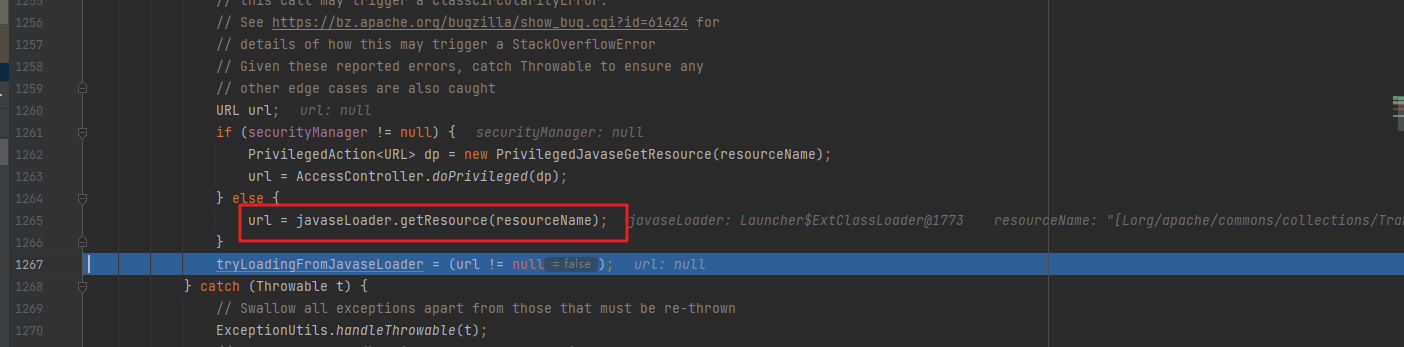 1255 // this call may trigger a ClassCircularityError.
1256 // See https://bz.apache.org/bugzilla/show_bug.cgi?id=61424 for
1257 // details of how this may trigger a StackOverflowError
1258 // Given these reported errors, catch Throwable to ensure any
1259 // other edge cases are also caught
1260 URL url; url: null
1261 if (securityManager != null) { securityManager: null
1262 PrivilegedAction<URL> dp = new PrivilegedJavaseGetResource(resourceName);
1263 url = AccessController.doPrivileged(dp);
1264 } else {
1265 url = javaseLoader.getResource(resourceName); javaseLoader: Launcher$ExtClassLoader@1773 resourceName: "[Lorg/apache/commons/collections/Tra
1266 }
1267 tryLoadingFromJavaseLoader = (url != null = false ); url: null
1268 } catch (Throwable t) {
1269 // Swallow all exceptions apart from those that must be re-thrown
1270 ExceptionUtils.handleThrowable(t);